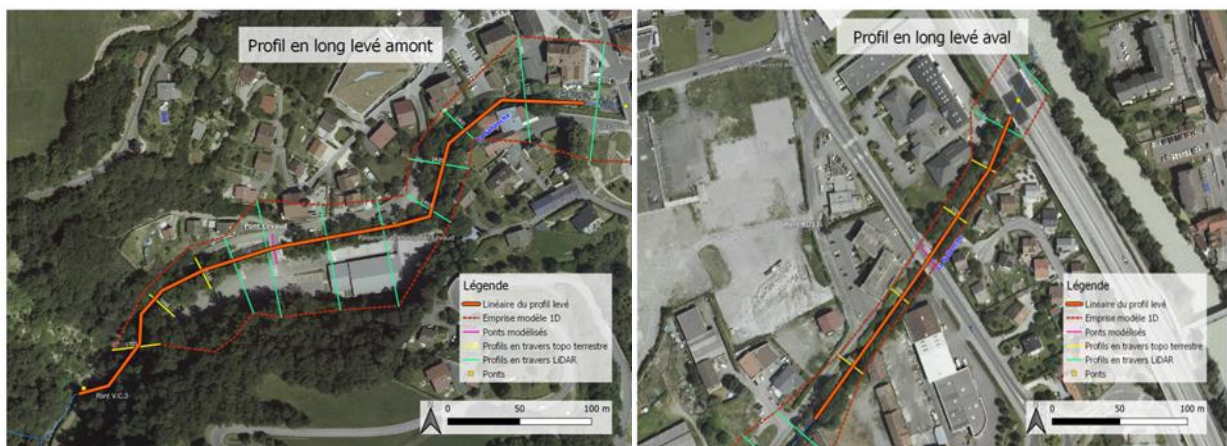 Profil en long levé amont
Pont Levaud
Pont V.C.3
Légende
Linéaire du profil levé
Emprise modèle 1D
Ponts modélisés
Profils en travers topo terrestre
Profils en travers LiDAR
Ponts
0 50 100 m
Profil en long levé aval
Légende
Linéaire du profil levé
Emprise modèle 1D
Ponts modélisés
Profils en travers topo terrestre
Profils en travers LiDAR
Ponts
0 50 100 m